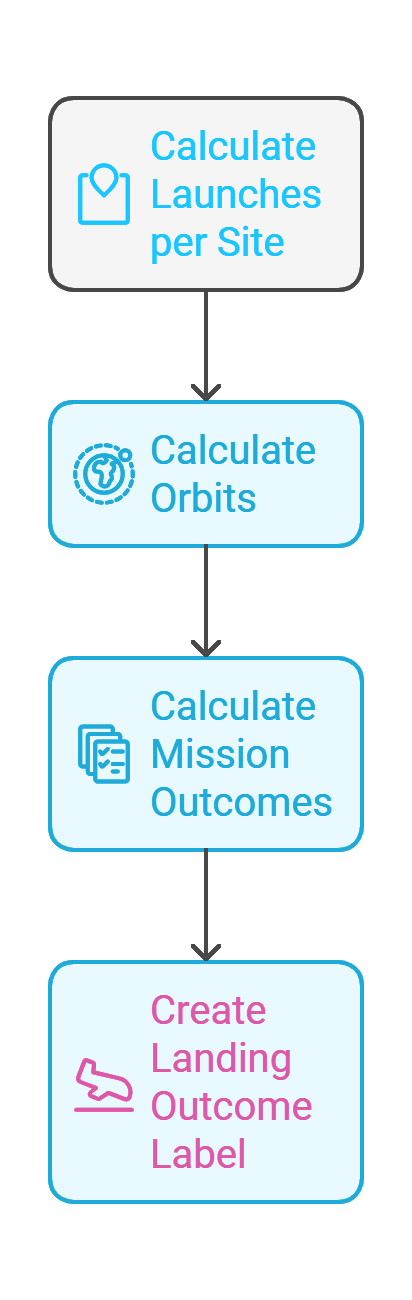 Calculate
Launches
per Site
Calculate
Orbits
Calculate
Mission
Outcomes
Create
Landing
Outcome
Label